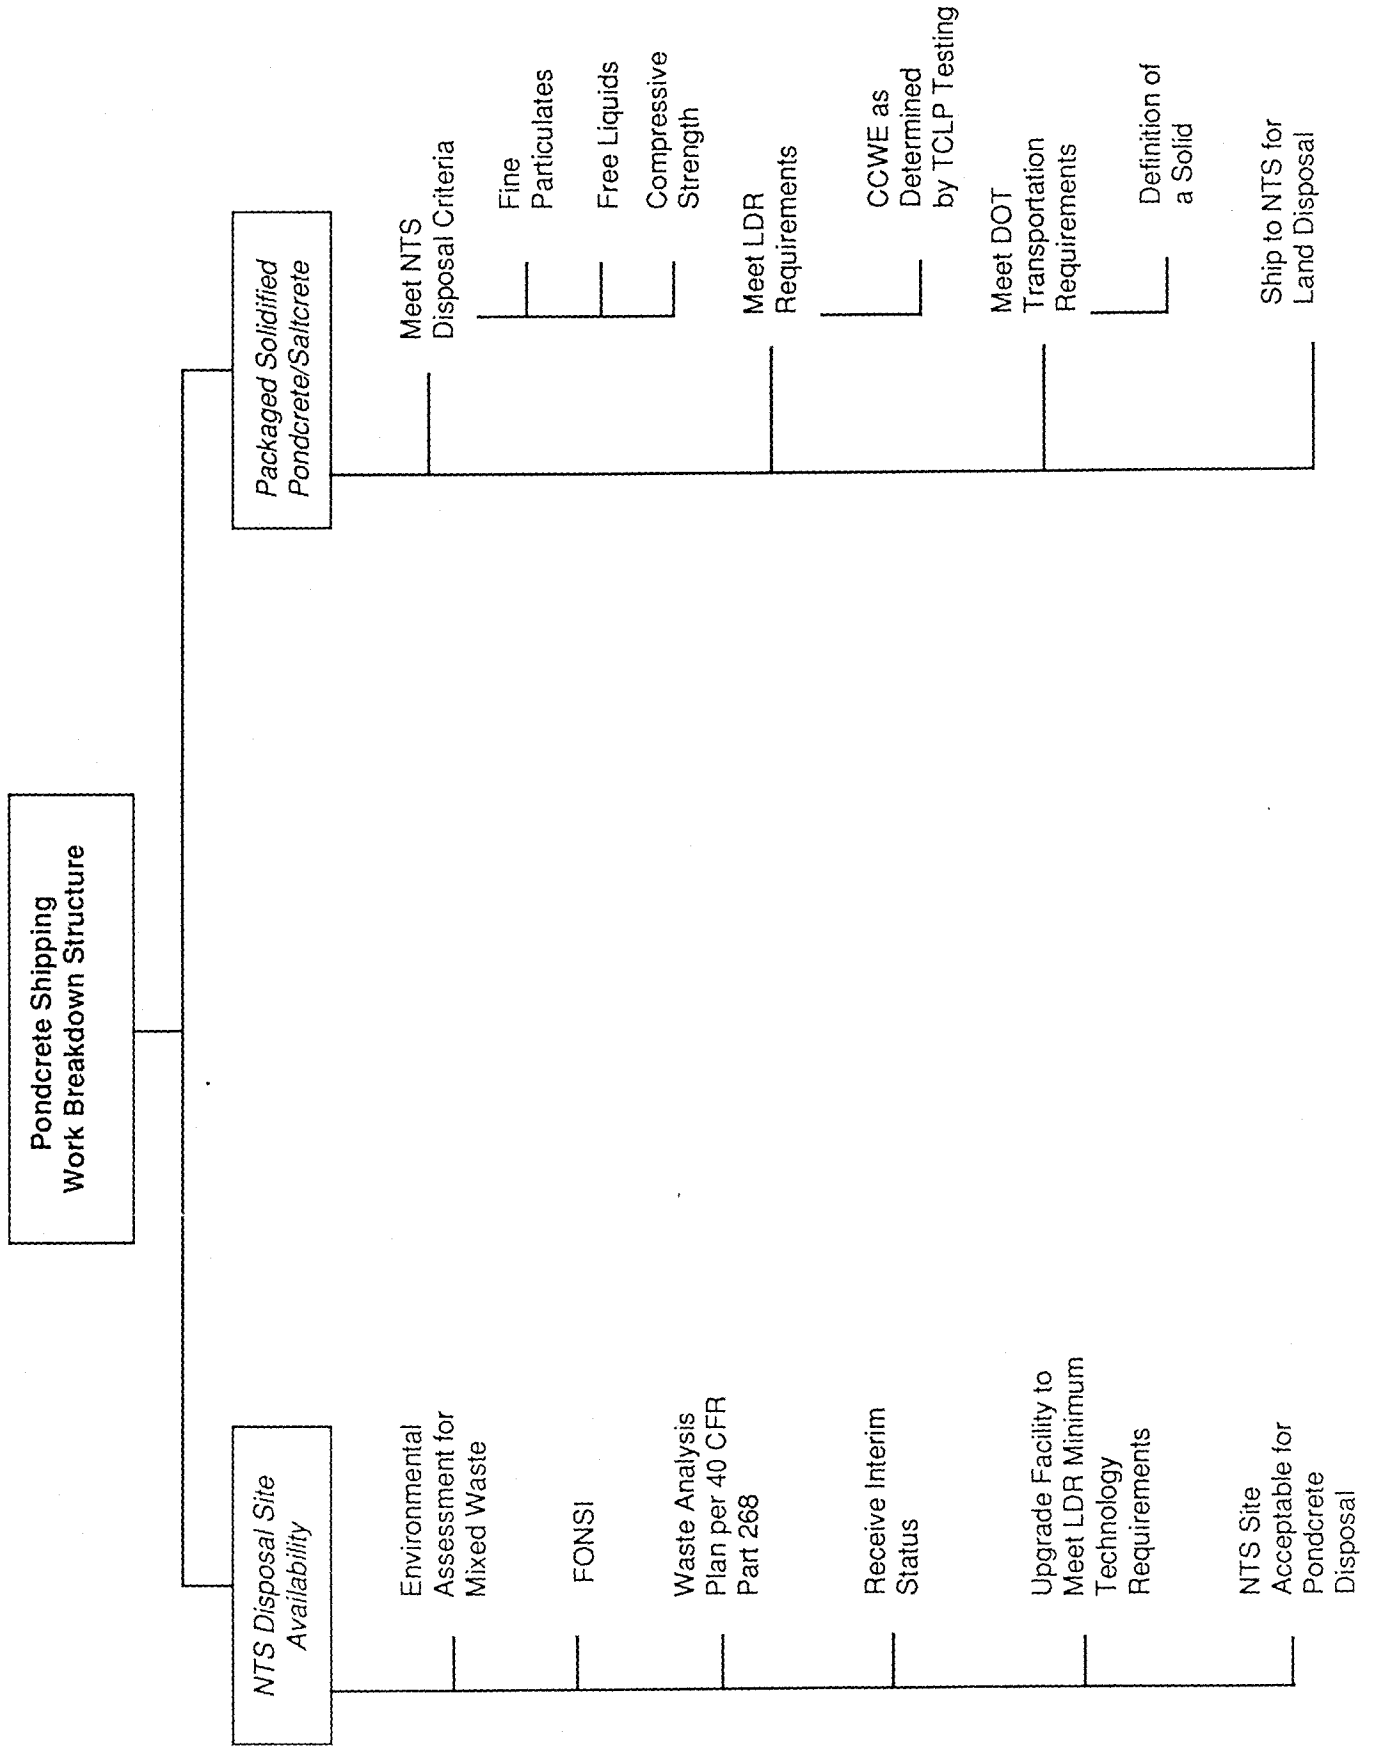 Pondcrete Shipping
Work Breakdown Structure
NTS Disposal Site
Availability
Environmental
Assessment for
Mixed Waste
FONSI
Waste Analysis
Plan per 40 CFR
Part 268
Receive Interim
Status
Upgrade Facility to
Meet LDR Minimum
Technology
Requirements
NTS Site
Acceptable for
Pondcrete
Disposal
Packaged Solidified
Pondcrete/Saltcrete
Meet NTS
Disposal Criteria
Fine
Particulates
Free Liquids
Compressive
Strength
Meet LDR
Requirements
CCWE as
Determined
by TCLP Testing
Meet DOT
Transportation
Requirements
Definition of
a Solid
Ship to NTS for
Land Disposal